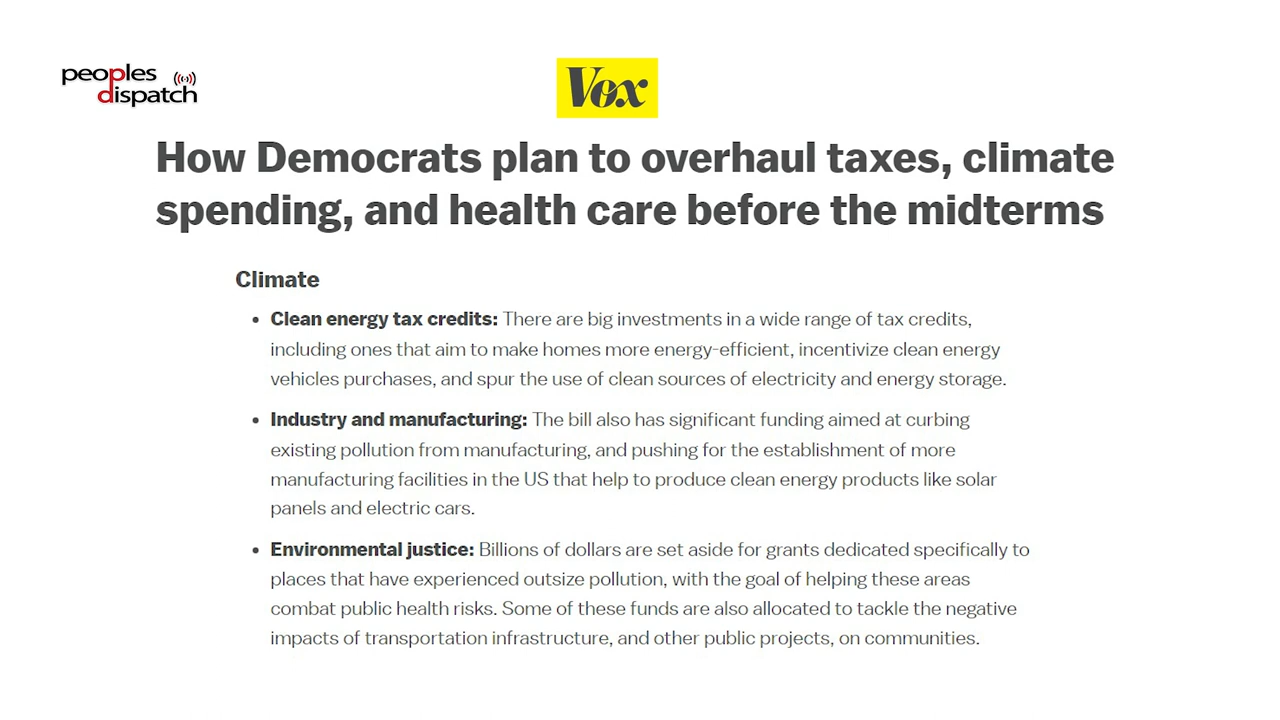 peoples
dispatch
Vox
How Democrats plan to overhaul taxes, climate
spending, and health care before the midterms
Climate
• Clean energy tax credits: There are big investments in a wide range of tax credits,
including ones that aim to make homes more energy-efficient, incentivize clean energy
vehicles purchases, and spur the use of clean sources of electricity and energy storage.
• Industry and manufacturing: The bill also has significant funding aimed at curbing
existing pollution from manufacturing, and pushing for the establishment of more
manufacturing facilities in the US that help to produce clean energy products like solar
panels and electric cars.
• Environmental justice: Billions of dollars are set aside for grants dedicated specifically to
places that have experienced outsize pollution, with the goal of helping these areas
combat public health risks. Some of these funds are also allocated to tackle the negative
impacts of transportation infrastructure, and other public projects, on communities.